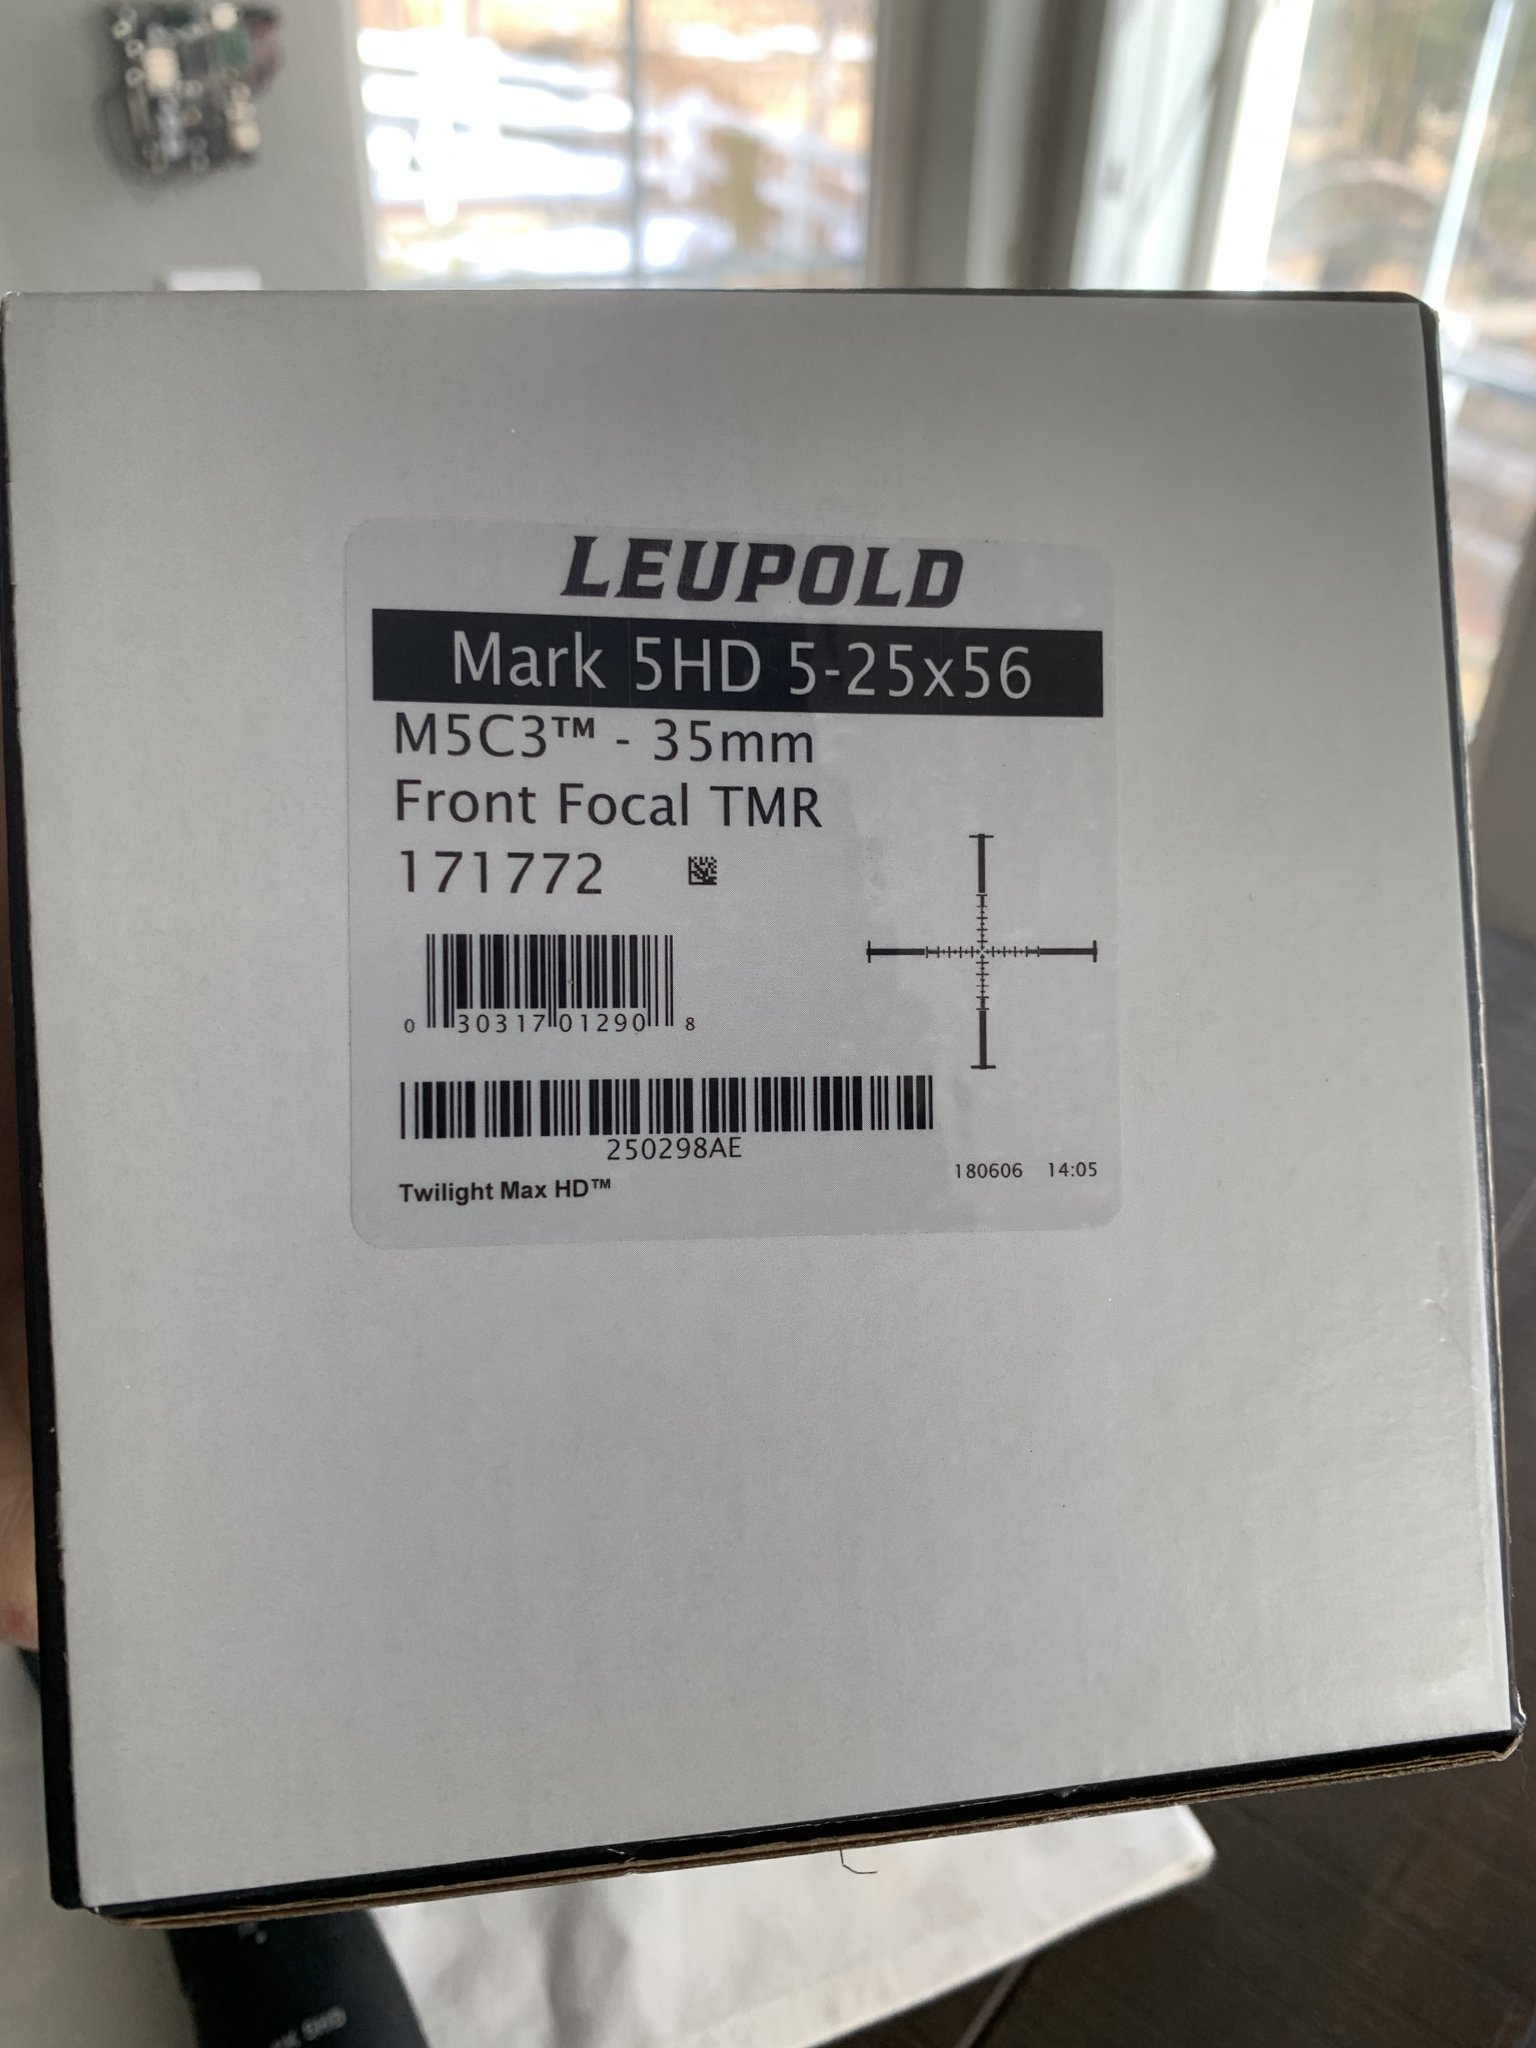 LEUPOLD
Mark 5HD 5-25x56
M5C3™ - 35mm
Front Focal TMR
171772
0 30317 01290 8
250298AE
Twilight Max HD™
180606 14:05
5HD